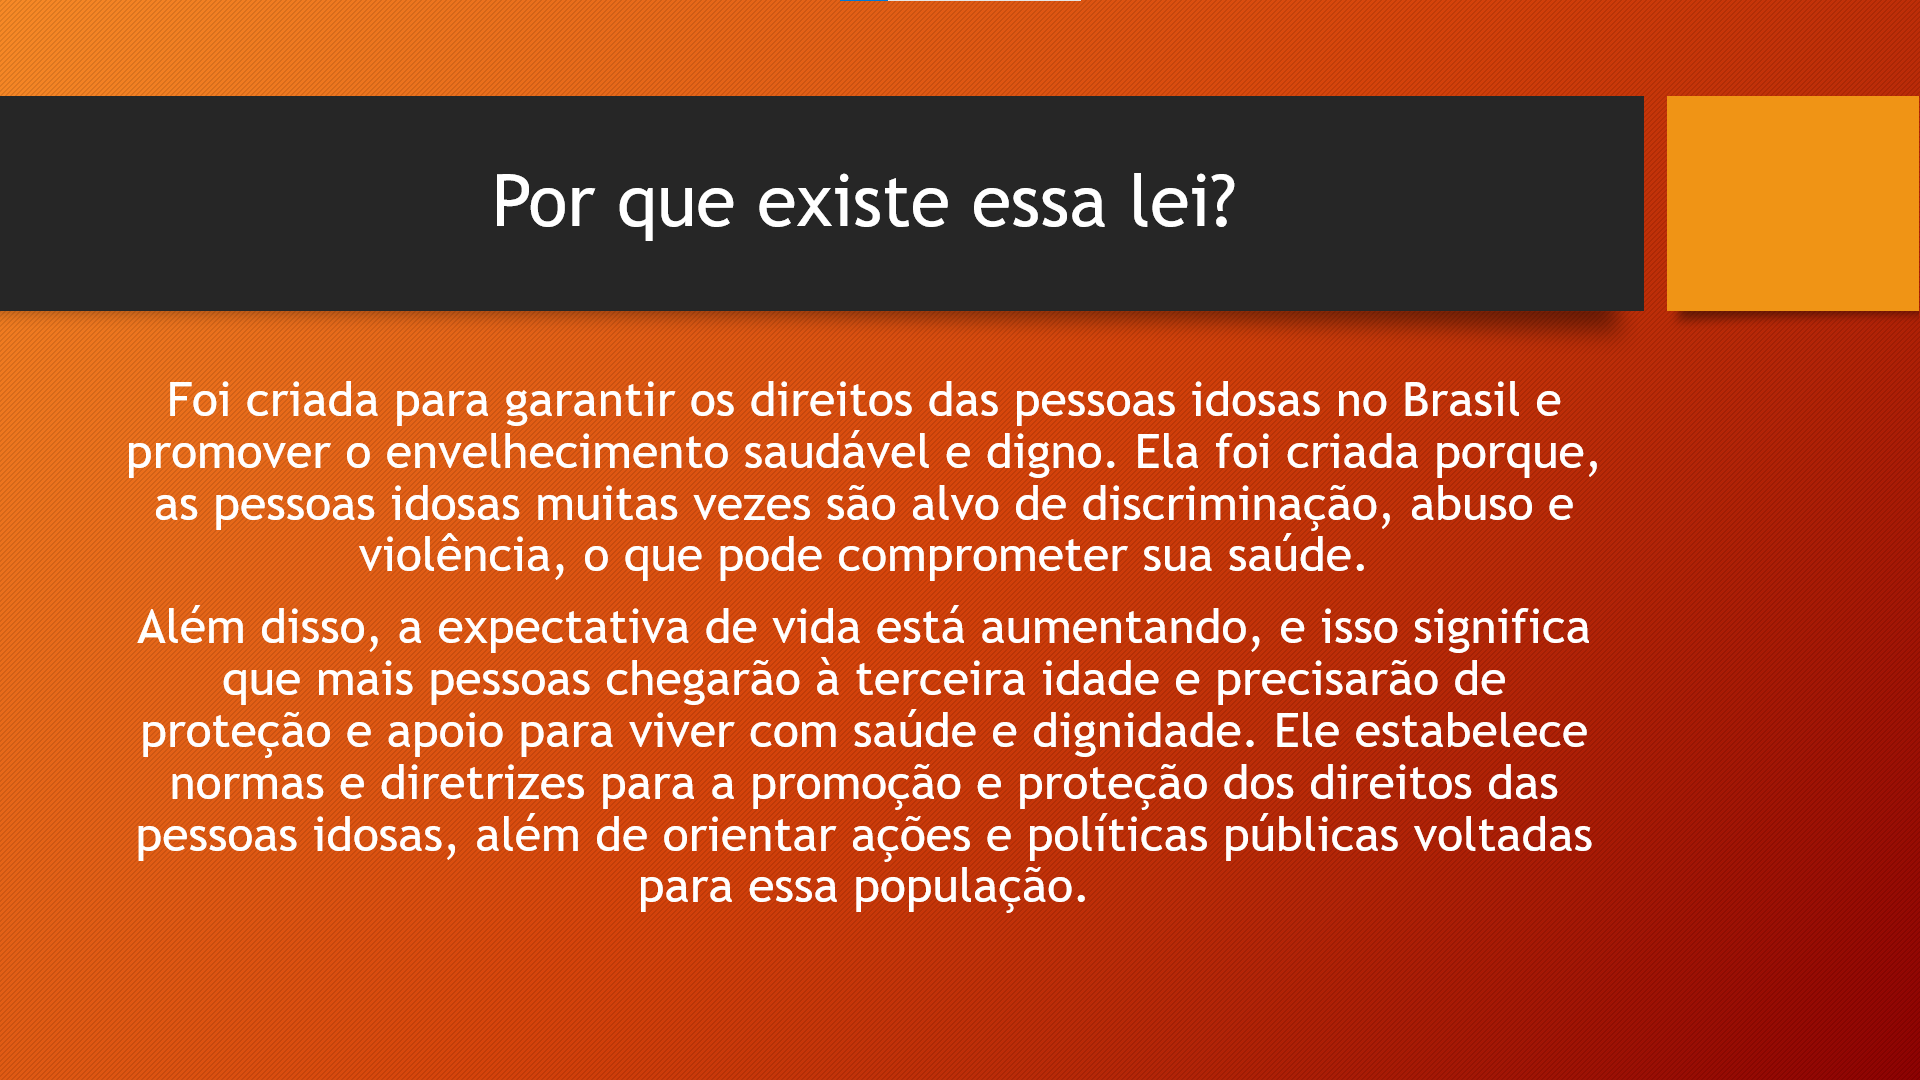 Por que existe essa lei?
Foi criada para garantir os direitos das pessoas idosas no Brasil e
promover o envelhecimento saudável e digno. Ela foi criada porque,
as pessoas idosas muitas vezes são alvo de discriminação, abuso e
violência, o que pode comprometer sua saúde.
Além disso, a expectativa de vida está aumentando, e isso significa
que mais pessoas chegarão à terceira idade e precisarão de
proteção e apoio para viver com saúde e dignidade. Ele estabelece
normas e diretrizes para a promoção e proteção dos direitos das
pessoas idosas, além de orientar ações e políticas públicas voltadas
para essa população.